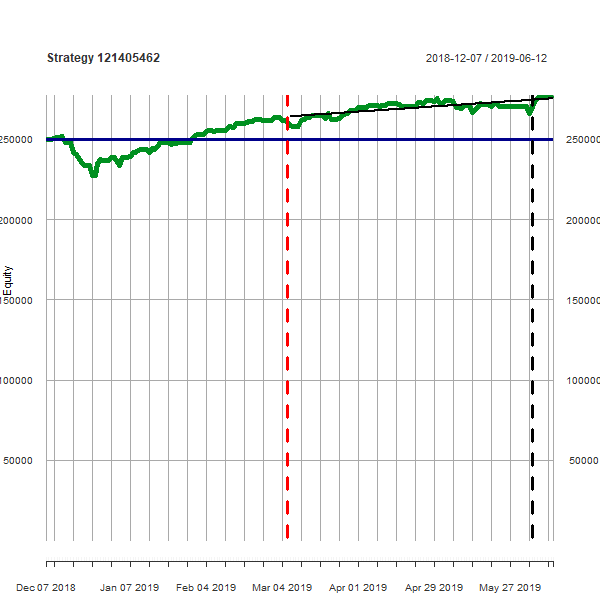 Strategy 121405462
2018-12-07 / 2019-06-12
250000 250000
200000 200000
Equity
150000 150000
100000 100000
50000 50000
Dec 07 2018 Jan 07 2019 Feb 04 2019 Mar 04 2019 Apr 01 2019 Apr 29 2019 May 27 2019